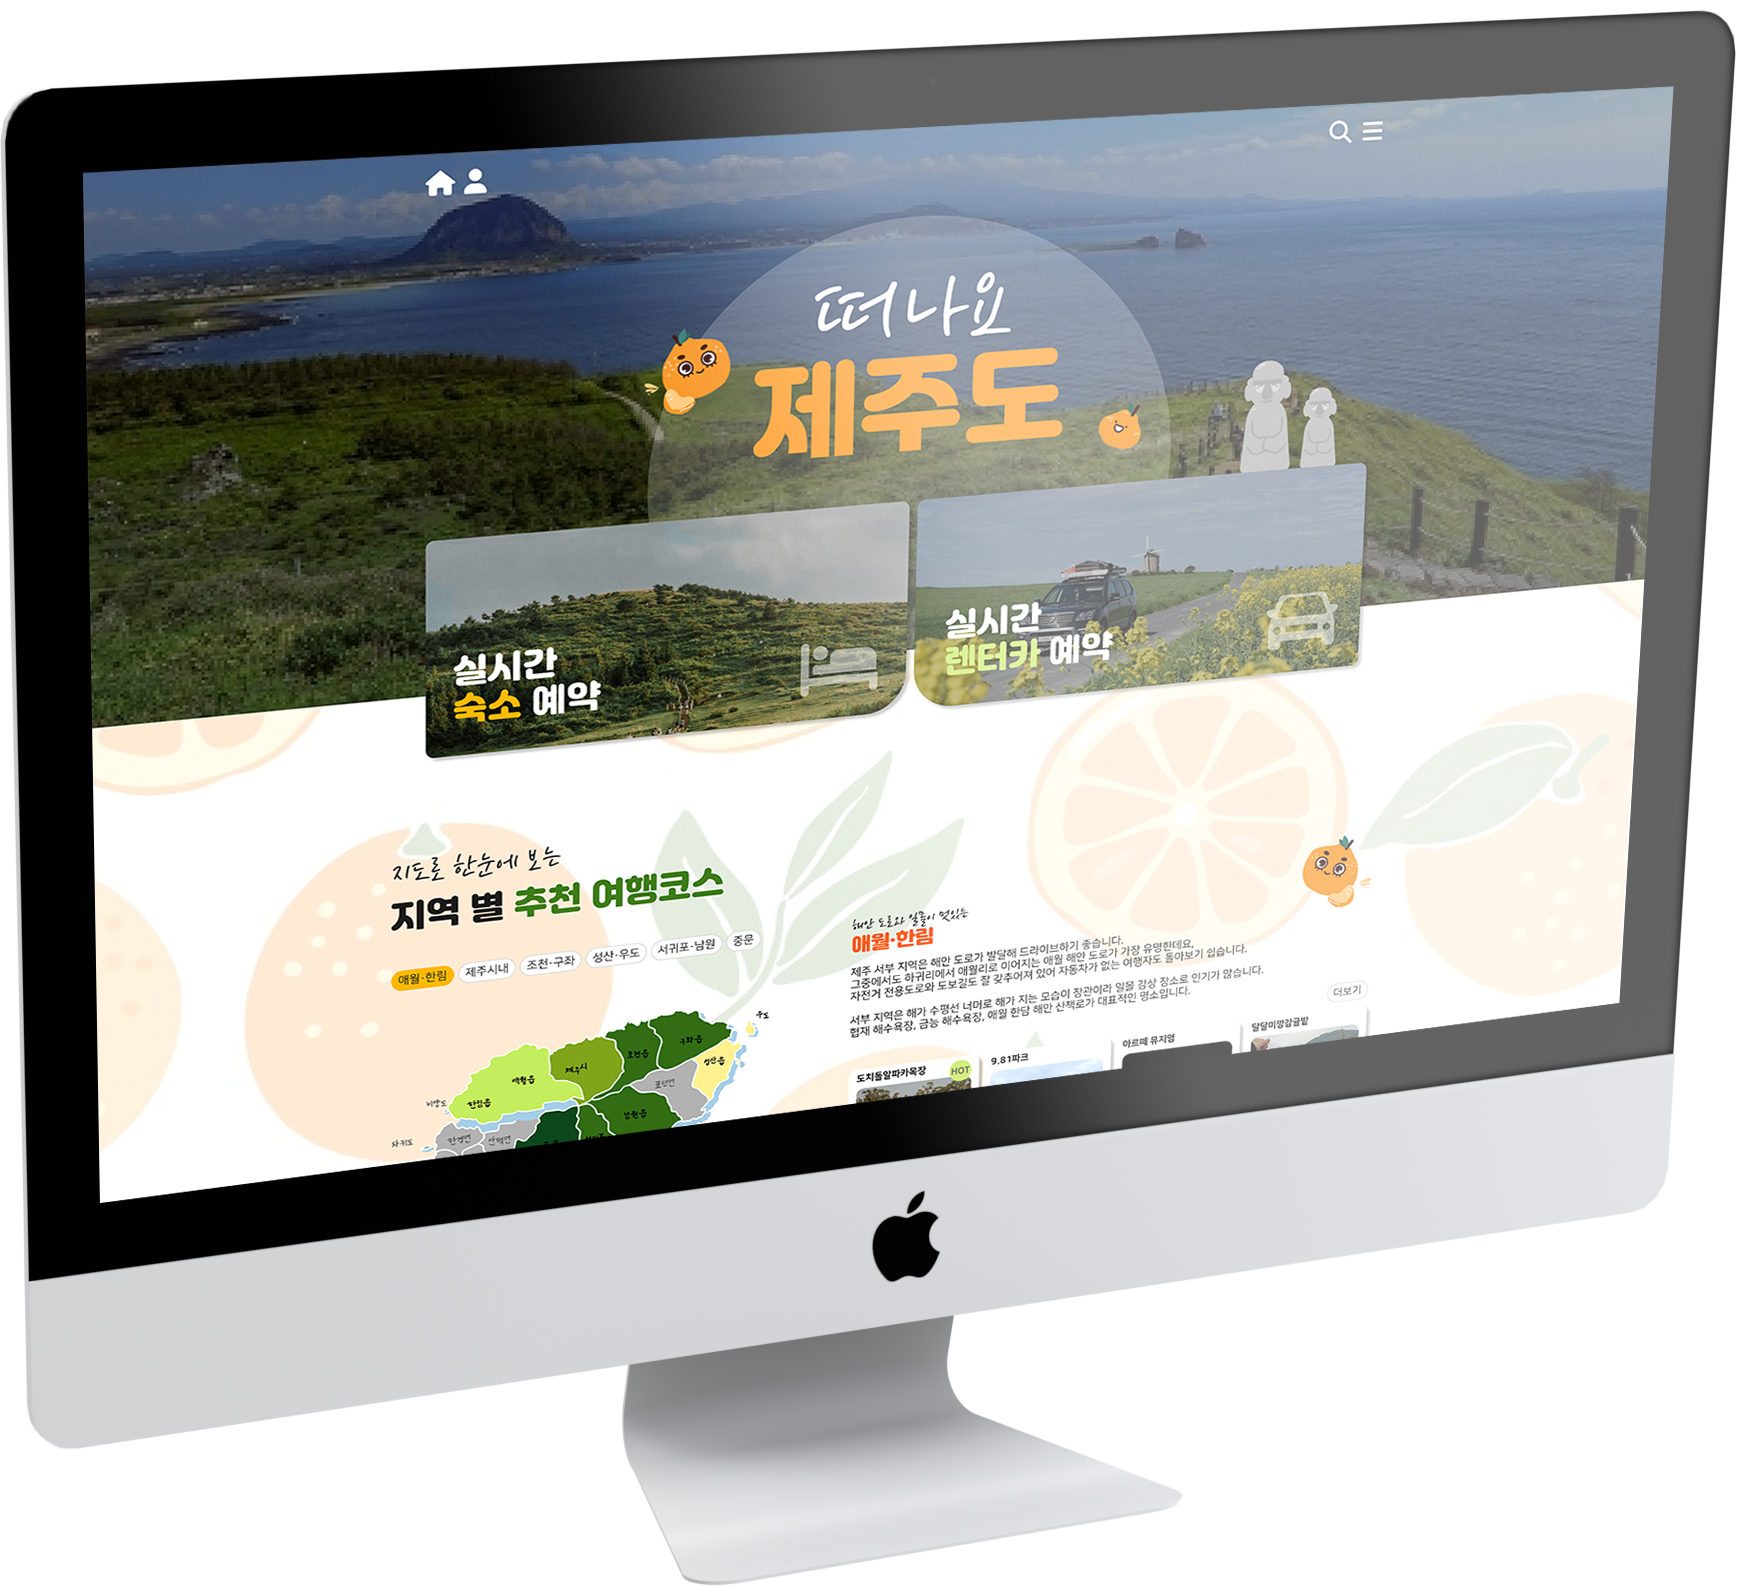 떠나요
제주도
실시간
숙소 예약
실시간
렌터카 예약
지도로 한눈에 보는
지역 별 추천 여행코스
애월·한림
제주시내
조천·구좌
성산·우도
서귀포·남원
중문
우도
구좌읍
조천읍
제주시
성산읍
애월읍
표선면
비양도
한림읍
남원읍
와키도
한경면
안덕면
해안 도로와 일몰이 멋있는
애월·한림
제주 서부 지역은 해안 도로가 발달해 드라이브하기 좋습니다.
그중에서도 하귀리에서 애월리로 이어지는 애월 해안 도로가 가장 유명한데요,
자전거 전용도로와 도보길도 잘 갖추어져 있어 자동차가 없는 여행자도 돌아보기 쉽습니다.
서부 지역은 해가 수평선 너머로 해가 지는 모습이 장관이라 일몰 감상 장소로 인기가 많습니다.
협재 해수욕장, 금능 해수욕장, 애월 한담 해안 산책로가 대표적인 명소입니다.
더보기
도치돌알파카목장
HOT
9.81파크
아르떼 뮤지엄
달달미깡감귤밭